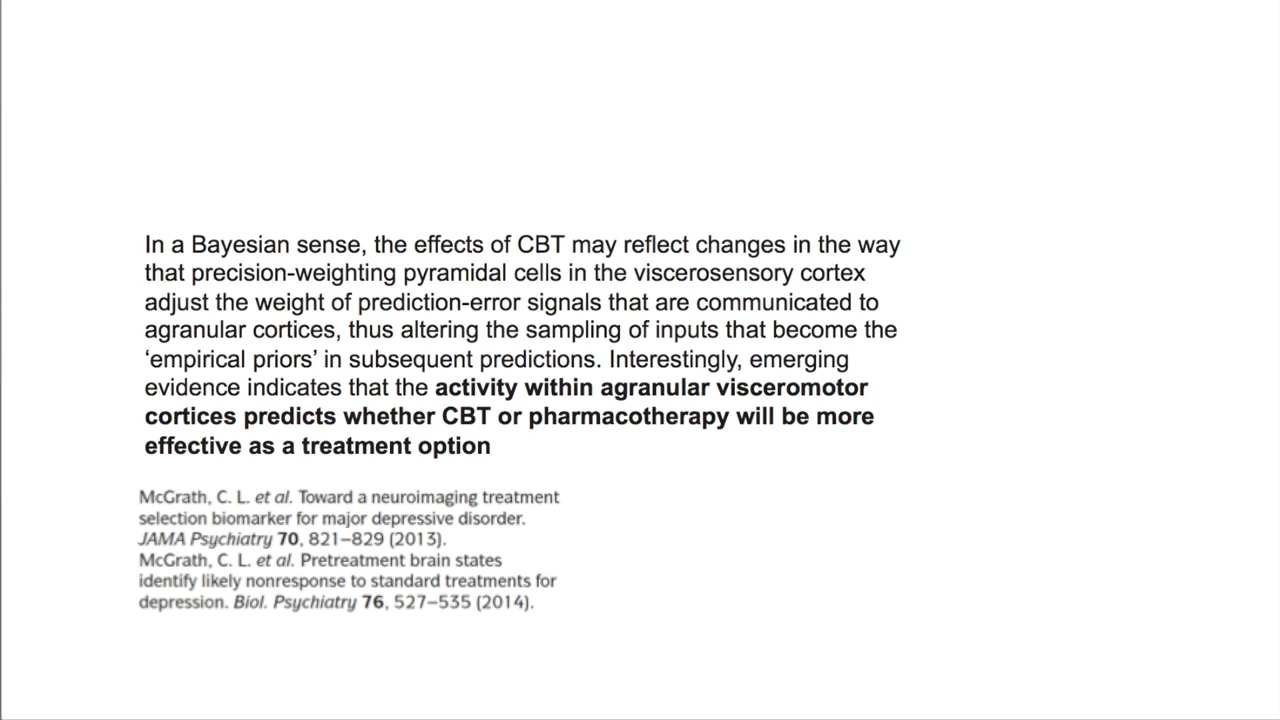 In a Bayesian sense, the effects of CBT may reflect changes in the way
that precision-weighting pyramidal cells in the viscerosensory cortex
adjust the weight of prediction-error signals that are communicated to
agranular cortices, thus altering the sampling of inputs that become the
‘empirical priors’ in subsequent predictions. Interestingly, emerging
evidence indicates that the activity within agranular visceromotor
cortices predicts whether CBT or pharmacotherapy will be more
effective as a treatment option
McGrath, C. L. et al. Toward a neuroimaging treatment
selection biomarker for major depressive disorder.
JAMA Psychiatry 70, 821–829 (2013).
McGrath, C. L. et al. Pretreatment brain states
identify likely nonresponse to standard treatments for
depression. Biol. Psychiatry 76, 527–535 (2014).